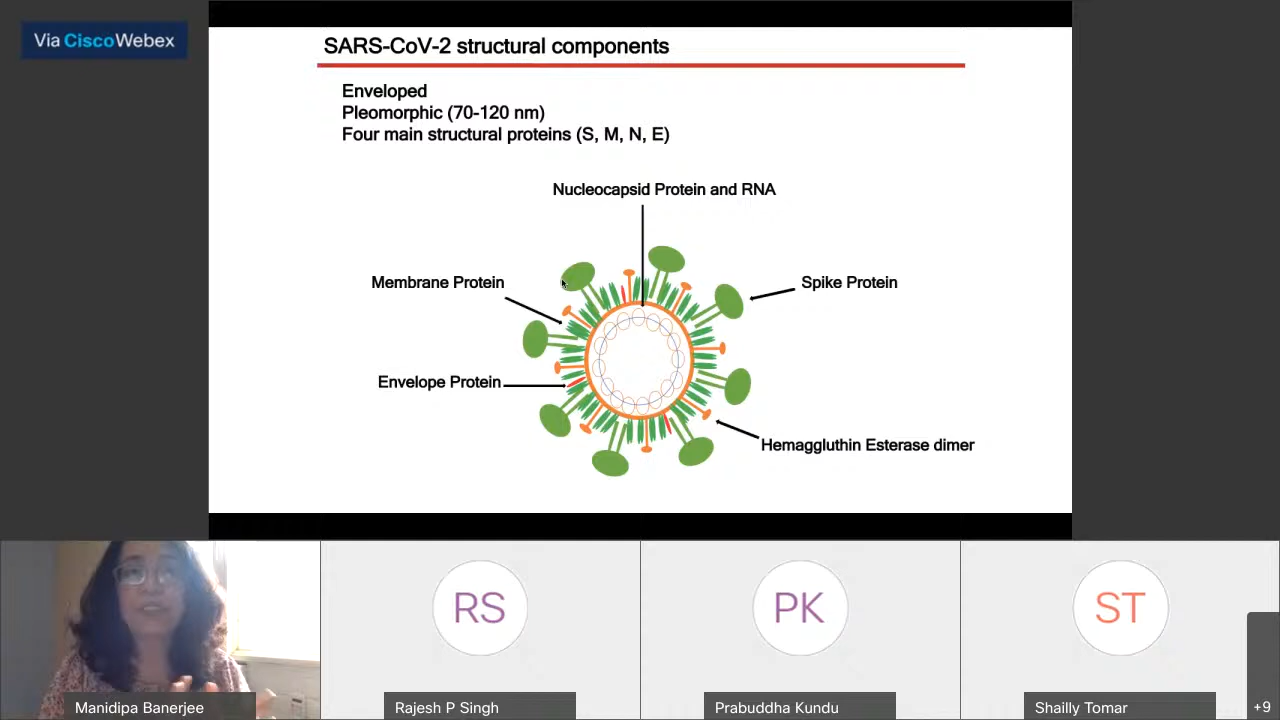 Via Cisco Webex
SARS-CoV-2 structural components
Enveloped
Pleomorphic (70-120 nm)
Four main structural proteins (S, M, N, E)
Nucleocapsid Protein and RNA
Membrane Protein
Spike Protein
Envelope Protein
Hemaggluthin Esterase dimer
RS
PK
ST
Manidipa Banerjee
Rajesh P Singh
Prabuddha Kundu
Shailly Tomar
+9